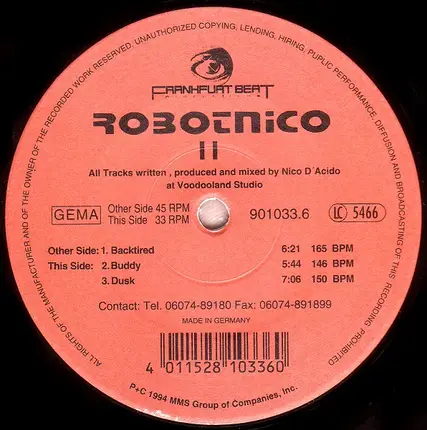 ALL RIGHTS OF THE MANUFACTURER AND OF THE OWNER OF THE RECORDED WORK RESERVED. UNAUTHORIZED COPYING, LENDING, HIRING, PUPLIC PERFORMANCE, DIFFUSION AND BROADCASTING OF THIS RECORDING PROHIBITED
FRANKFURT BEAT
ROBOTNICO
II
All Tracks written , produced and mixed by Nico D´Acido
at Voodooland Studio
GEMA
Other Side 45 RPM
This Side 33 RPM
901033.6
LC 5466
Other Side: 1. Backtired 6:21 165 BPM
This Side: 2. Buddy 5:44 146 BPM
3. Dusk 7:06 150 BPM
Contact: Tel. 06074-89180 Fax: 06074-891899
MADE IN GERMANY
4 011528 103360
P+C 1994 MMS Group of Companies, Inc.